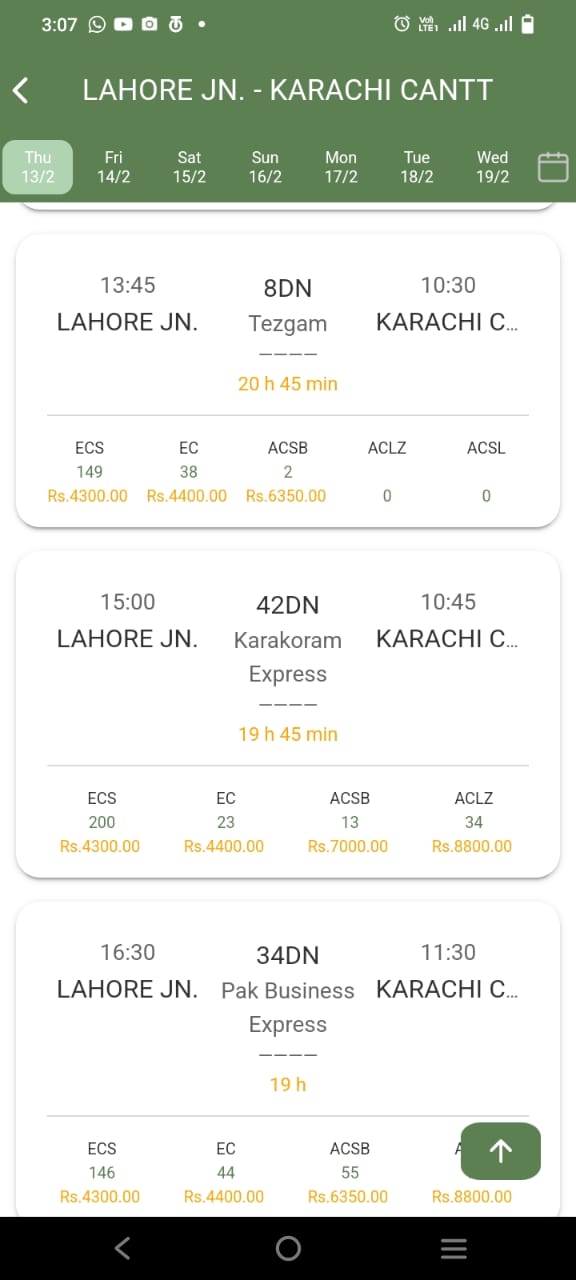 3:07 VoLTE1 4G
LAHORE JN. - KARACHI CANTT
Thu Fri Sat Sun Mon Tue Wed
13/2 14/2 15/2 16/2 17/2 18/2 19/2
13:45 8DN 10:30
LAHORE JN. Tezgam KARACHI C...
––––
20 h 45 min
ECS EC ACSB ACLZ ACSL
149 38 2
Rs.4300.00 Rs.4400.00 Rs.6350.00 0 0
15:00 42DN 10:45
LAHORE JN. Karakoram KARACHI C...
Express
––––
19 h 45 min
ECS EC ACSB ACLZ
200 23 13 34
Rs.4300.00 Rs.4400.00 Rs.7000.00 Rs.8800.00
16:30 34DN 11:30
LAHORE JN. Pak Business KARACHI C...
Express
––––
19 h
ECS EC ACSB
146 44 55
Rs.4300.00 Rs.4400.00 Rs.6350.00 Rs.8800.00